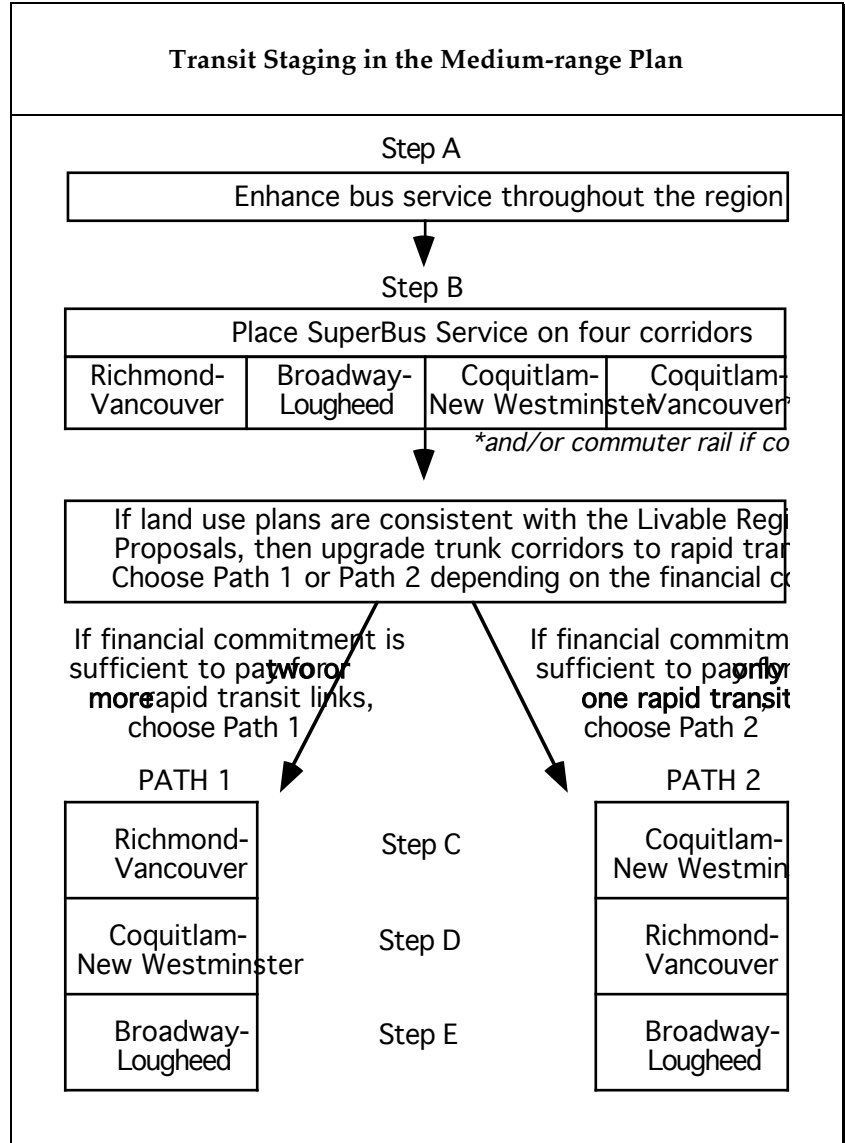 Transit Staging in the Medium-range Plan
Step A
Enhance bus service throughout the region
Step B
Place SuperBus Service on four corridors
Richmond-
Vancouver
Broadway-
Lougheed
Coquitlam-
New Westminster
Coquitlam-
Vancouver*
*and/or commuter rail if co
If land use plans are consistent with the Livable Regi
Proposals, then upgrade trunk corridors to rapid tran
Choose Path 1 or Path 2 depending on the financial co
If financial commitment is
sufficient to pay for two or
more rapid transit links,
choose Path 1
If financial commitm
sufficient to pay for only
one rapid transit
choose Path 2
PATH 1
Richmond-
Vancouver
Coquitlam-
New Westminster
Broadway-
Lougheed
Step C
Step D
Step E
PATH 2
Coquitlam-
New Westmin
Richmond-
Vancouver
Broadway-
Lougheed